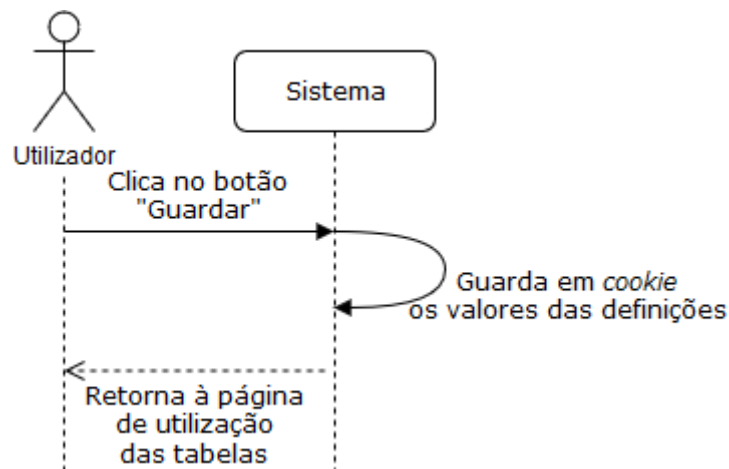 Sistema
Utilizador
Clica no botão
"Guardar"
Guarda em cookie
os valores das definições
Retorna à página
de utilização
das tabelas